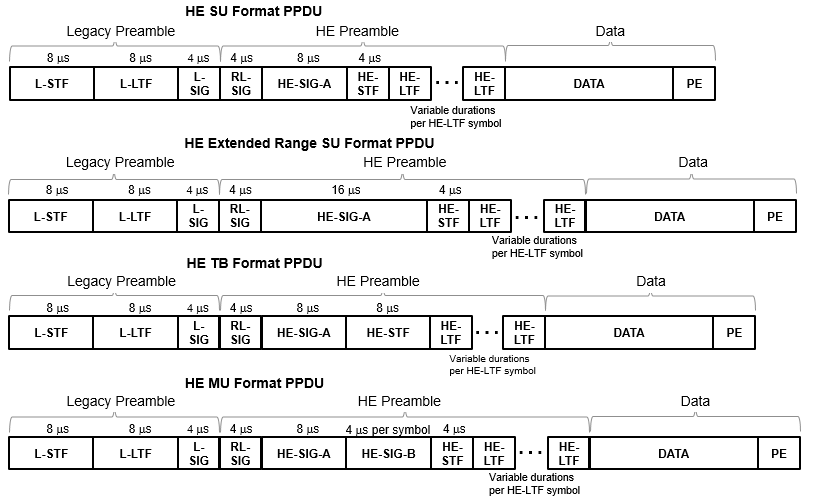 HE SU Format PPDU
Legacy Preamble HE Preamble Data
8 μs 8 μs 4 μs 4 μs 8 μs 4 μs
L-STF L-LTF L-SIG RL-SIG HE-SIG-A HE-STF HE-LTF ... HE-LTF DATA PE
Variable durations
per HE-LTF symbol
HE Extended Range SU Format PPDU
Legacy Preamble HE Preamble Data
8 μs 8 μs 4 μs 4 μs 16 μs 4 μs
L-STF L-LTF L-SIG RL-SIG HE-SIG-A HE-STF HE-LTF ... HE-LTF DATA PE
Variable durations
per HE-LTF symbol
HE TB Format PPDU
Legacy Preamble HE Preamble Data
8 μs 8 μs 4 μs 4 μs 8 μs 8 μs
L-STF L-LTF L-SIG RL-SIG HE-SIG-A HE-STF HE-LTF ... HE-LTF DATA PE
Variable durations
per HE-LTF symbol
HE MU Format PPDU
Legacy Preamble HE Preamble Data
8 μs 8 μs 4 μs 4 μs 8 μs 4 μs per symbol 4 μs
L-STF L-LTF L-SIG RL-SIG HE-SIG-A HE-SIG-B HE-STF HE-LTF ... HE-LTF DATA PE
Variable durations
per HE-LTF symbol